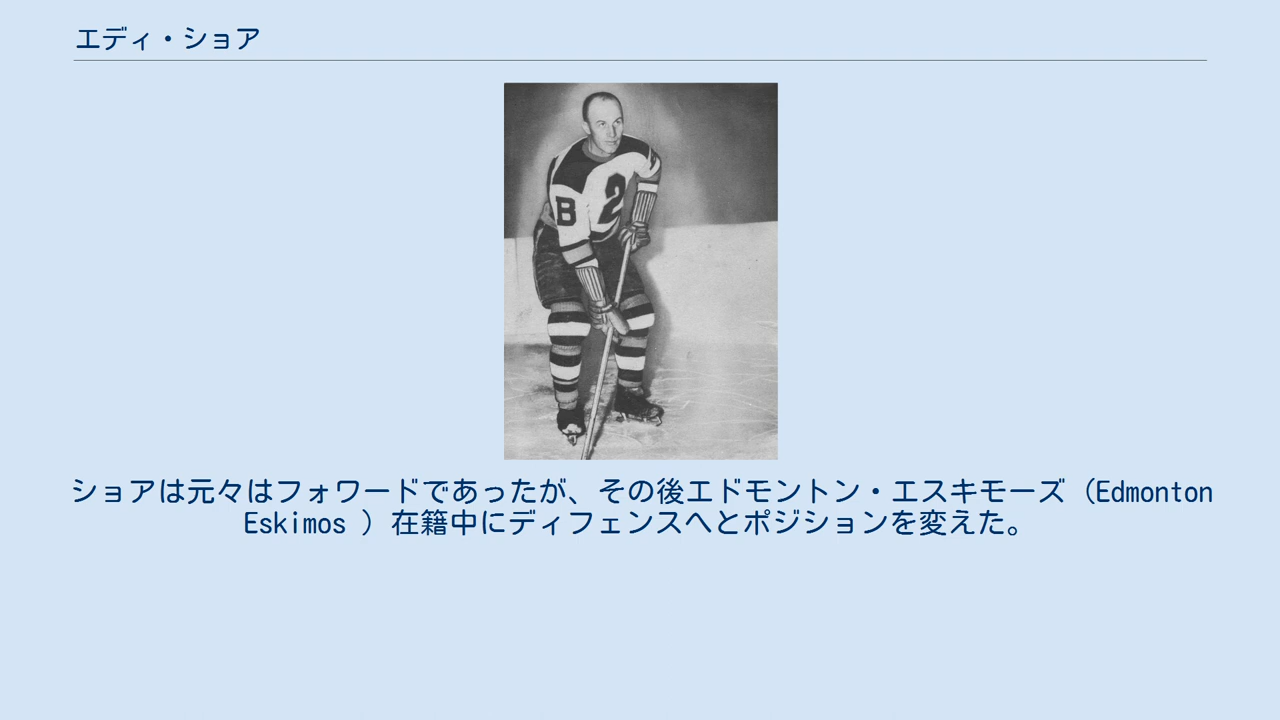 エディ・ショア
B 2
ショアは元々はフォワードであったが、その後エドモントン・エスキモーズ（Edmonton
Eskimos ）在籍中にディフェンスへとポジションを変えた。